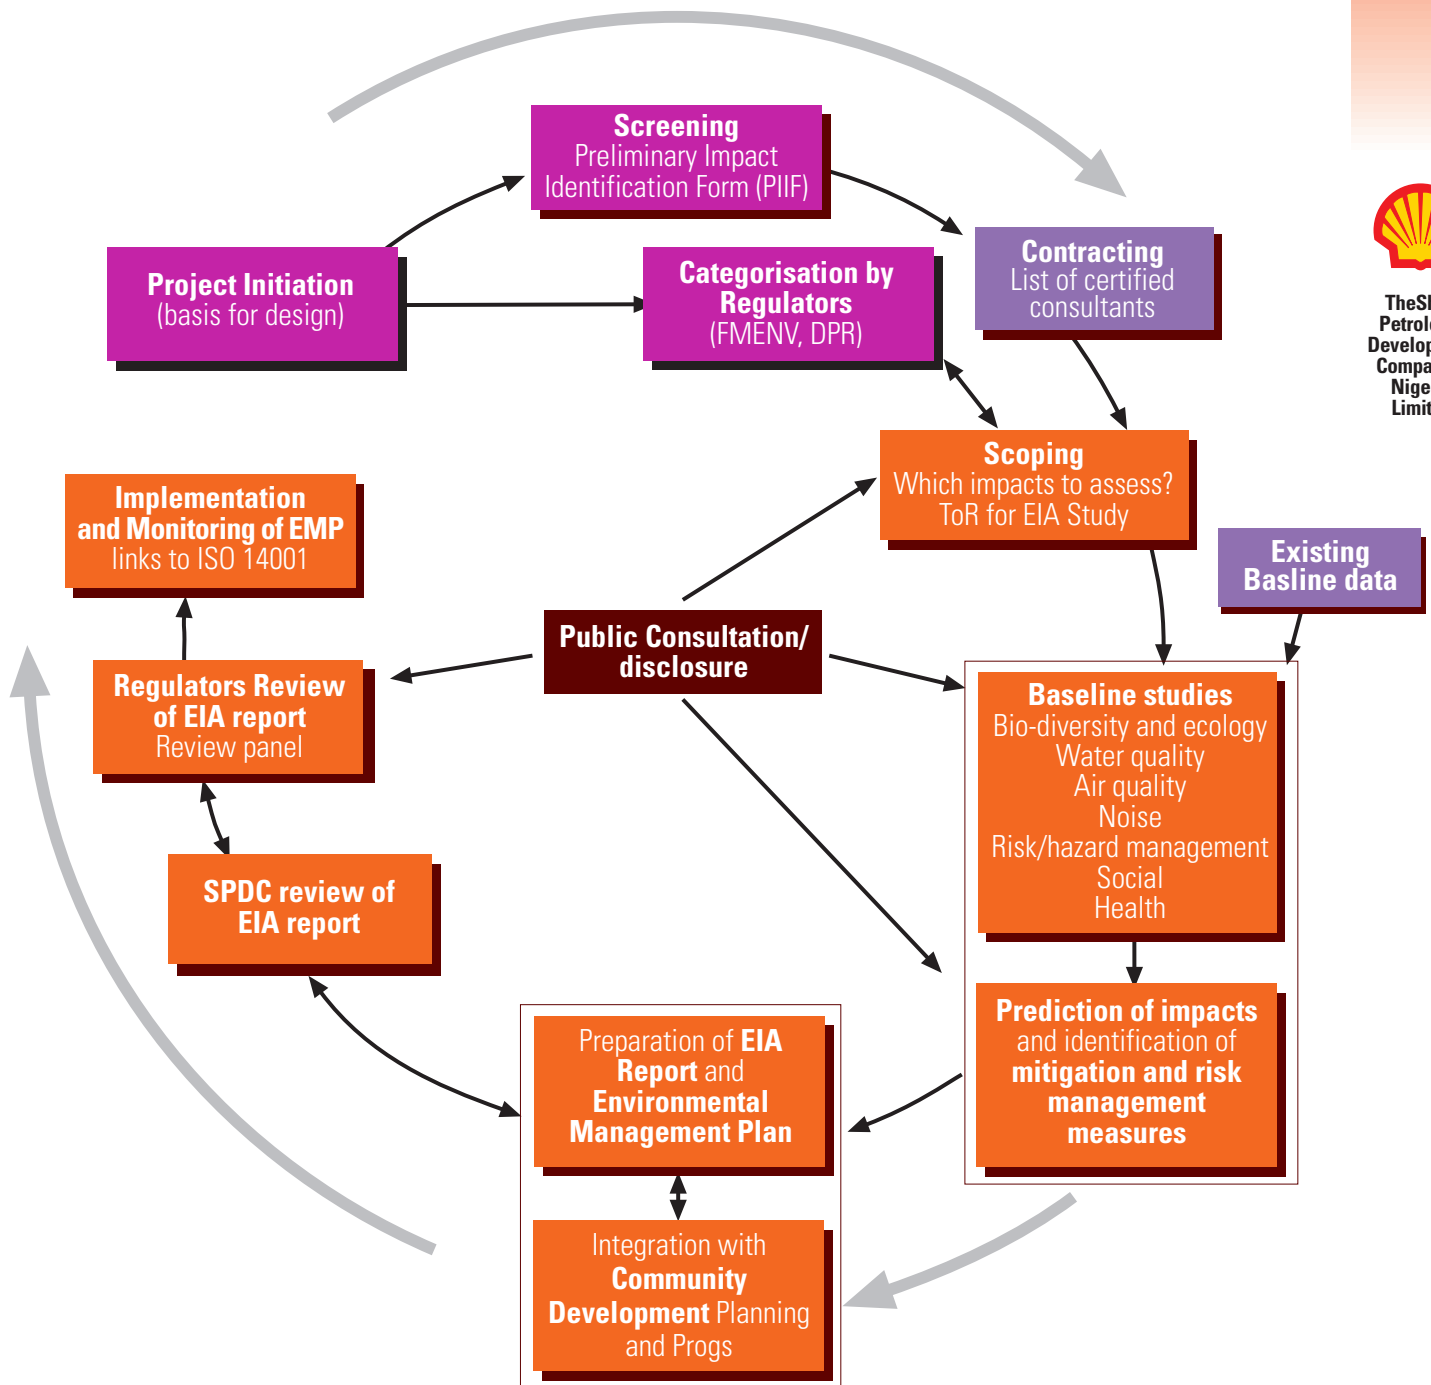 Screening
Preliminary Impact
Identification Form (PIIF)
Project Initiation
(basis for design)
Categorisation by
Regulators
(FMENV, DPR)
Contracting
List of certified
consultants
Scoping
Which impacts to assess?
ToR for EIA Study
Implementation
and Monitoring of EMP
links to ISO 14001
Existing
Basline data
Public Consultation/
disclosure
Regulators Review
of EIA report
Review panel
Baseline studies
Bio-diversity and ecology
Water quality
Air quality
Noise
Risk/hazard management
Social
Health
SPDC review of
EIA report
Prediction of impacts
and identification of
mitigation and risk
management
measures
Preparation of EIA
Report and
Environmental
Management Plan
Integration with
Community
Development Planning
and Progs